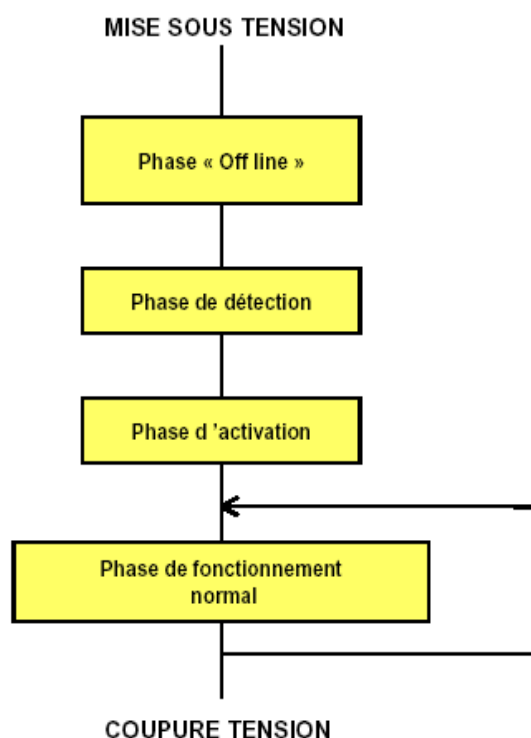 MISE SOUS TENSION
Phase « Off line »
Phase de détection
Phase d 'activation
Phase de fonctionnement
normal
COUPURE TENSION